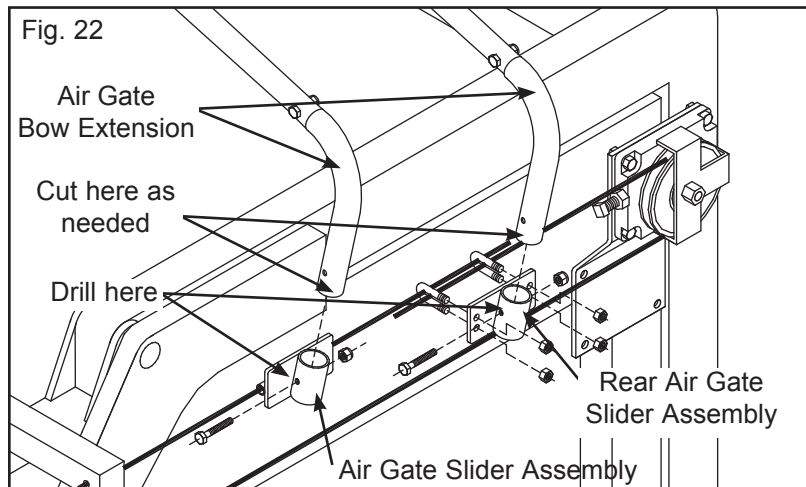 Fig. 22
Air Gate
Bow Extension
Cut here as
needed
Drill here
Rear Air Gate
Slider Assembly
Air Gate Slider Assembly